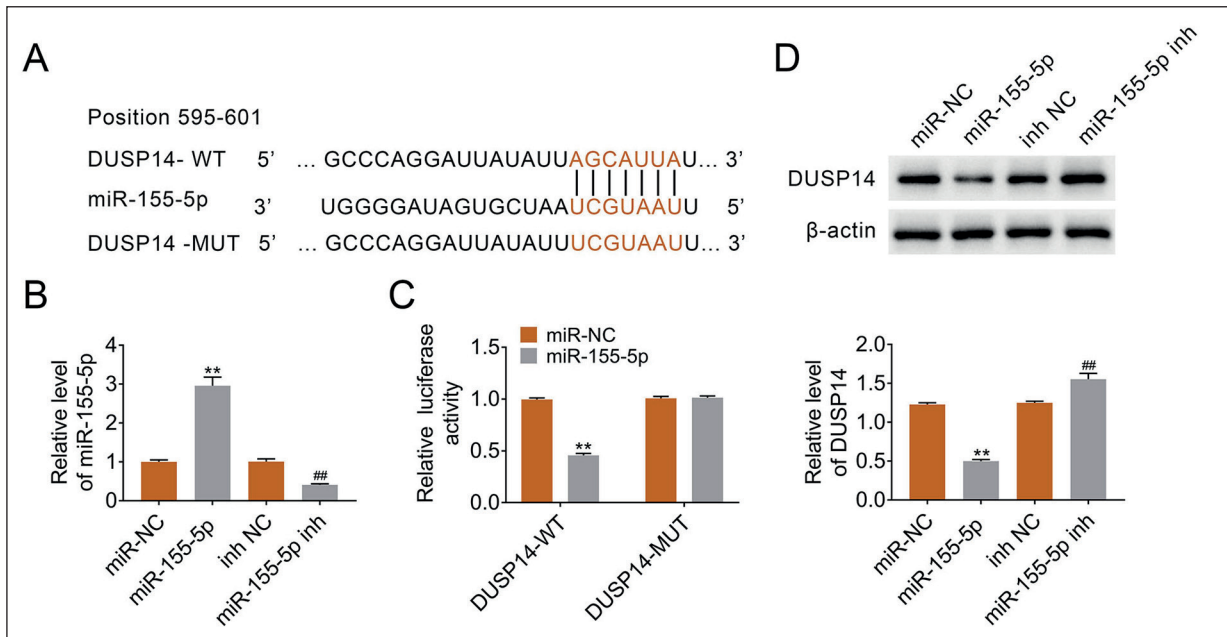 A
Position 595-601
DUSP14- WT 5’ ... GCCCAGGAUUAUAUUAGCAUUAU... 3’
miR-155-5p 3’ UGGGGAUAGUGCUAAUCGUAAUU 5’
DUSP14 -MUT 5’ ... GCCCAGGAUUAUAUUUCGUAAUU... 3’
D
miR-NC miR-155-5p inh NC miR-155-5p inh
DUSP14
β-actin
B
Relative level
of miR-155-5p
4
3
2
1
0
**
##
miR-NC miR-155-5p inh NC miR-155-5p inh
C
Relative luciferase
activity
miR-NC
miR-155-5p
1.5
1.0
0.5
0.0
**
DUSP14-WT DUSP14-MUT
Relative level
of DUSP14
2.0
1.5
1.0
0.5
0.0
**
##
miR-NC miR-155-5p inh NC miR-155-5p inh